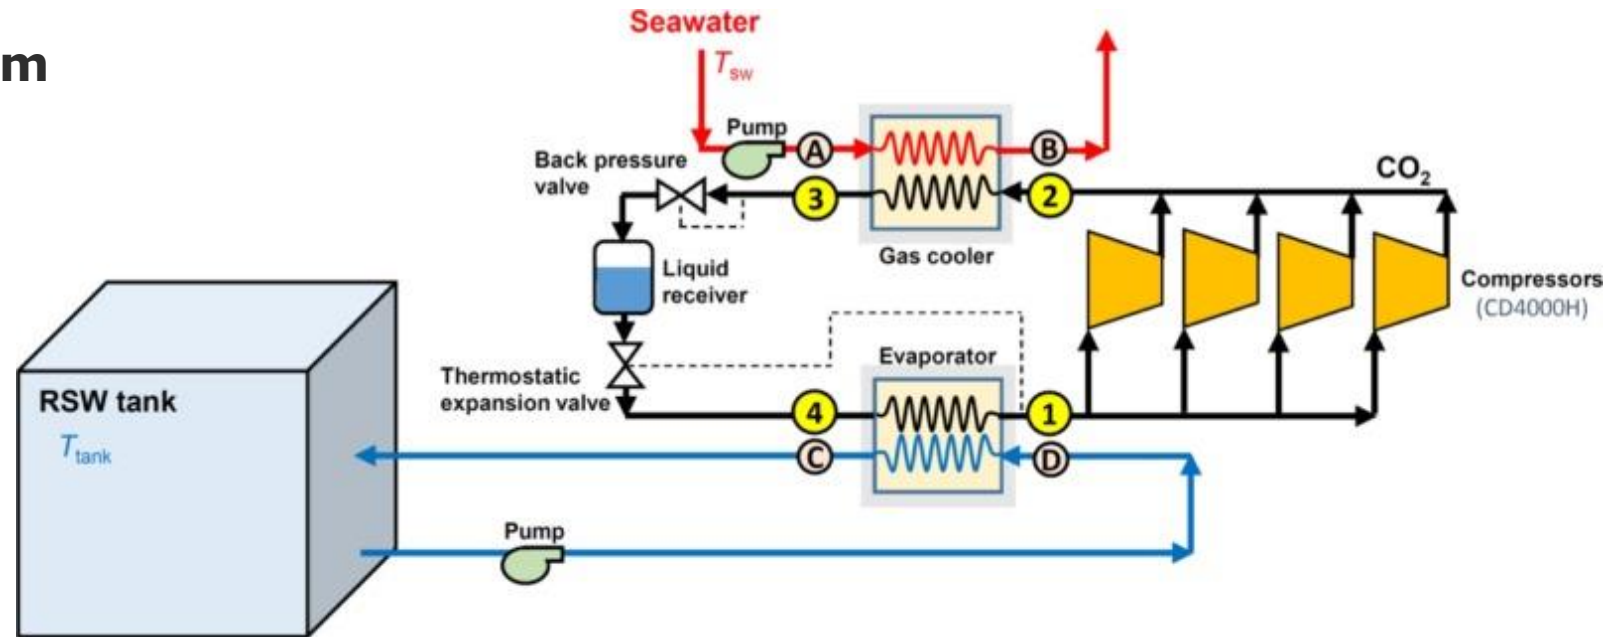 m
Seawater
Tsw
Pump
A
B
Back pressure
valve
3
2
CO2
Gas cooler
Liquid
receiver
Compressors
(CD4000H)
Evaporator
Thermostatic
expansion valve
4
1
RSW tank
Ttank
C
D
Pump